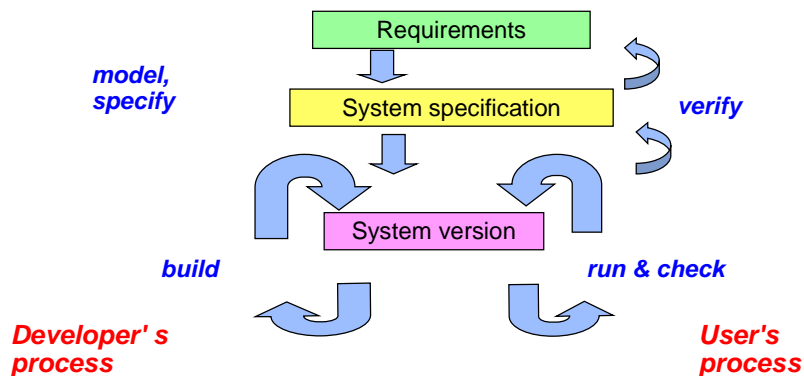 Requirements
model,
specify
System specification
verify
System version
build
run & check
Developer' s
process
User's
process